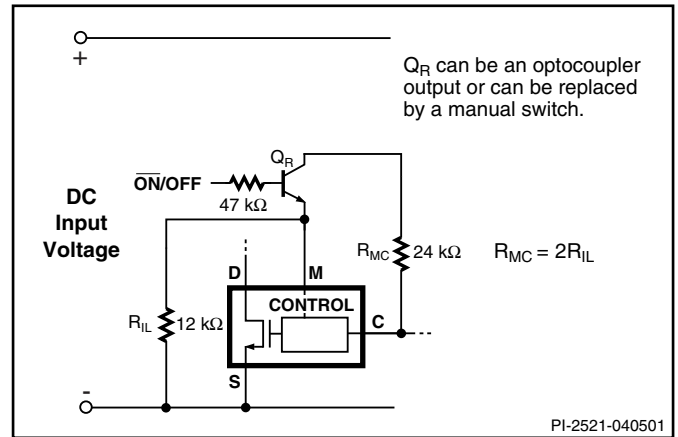 +
Q_R can be an optocoupler
output or can be replaced
by a manual switch.
Q_R
O̅N̅/OFF
47 kΩ
DC
Input
Voltage
R_MC 24 kΩ
R_MC = 2R_IL
D
M
CONTROL
C
R_IL 12 kΩ
S
-
PI-2521-040501